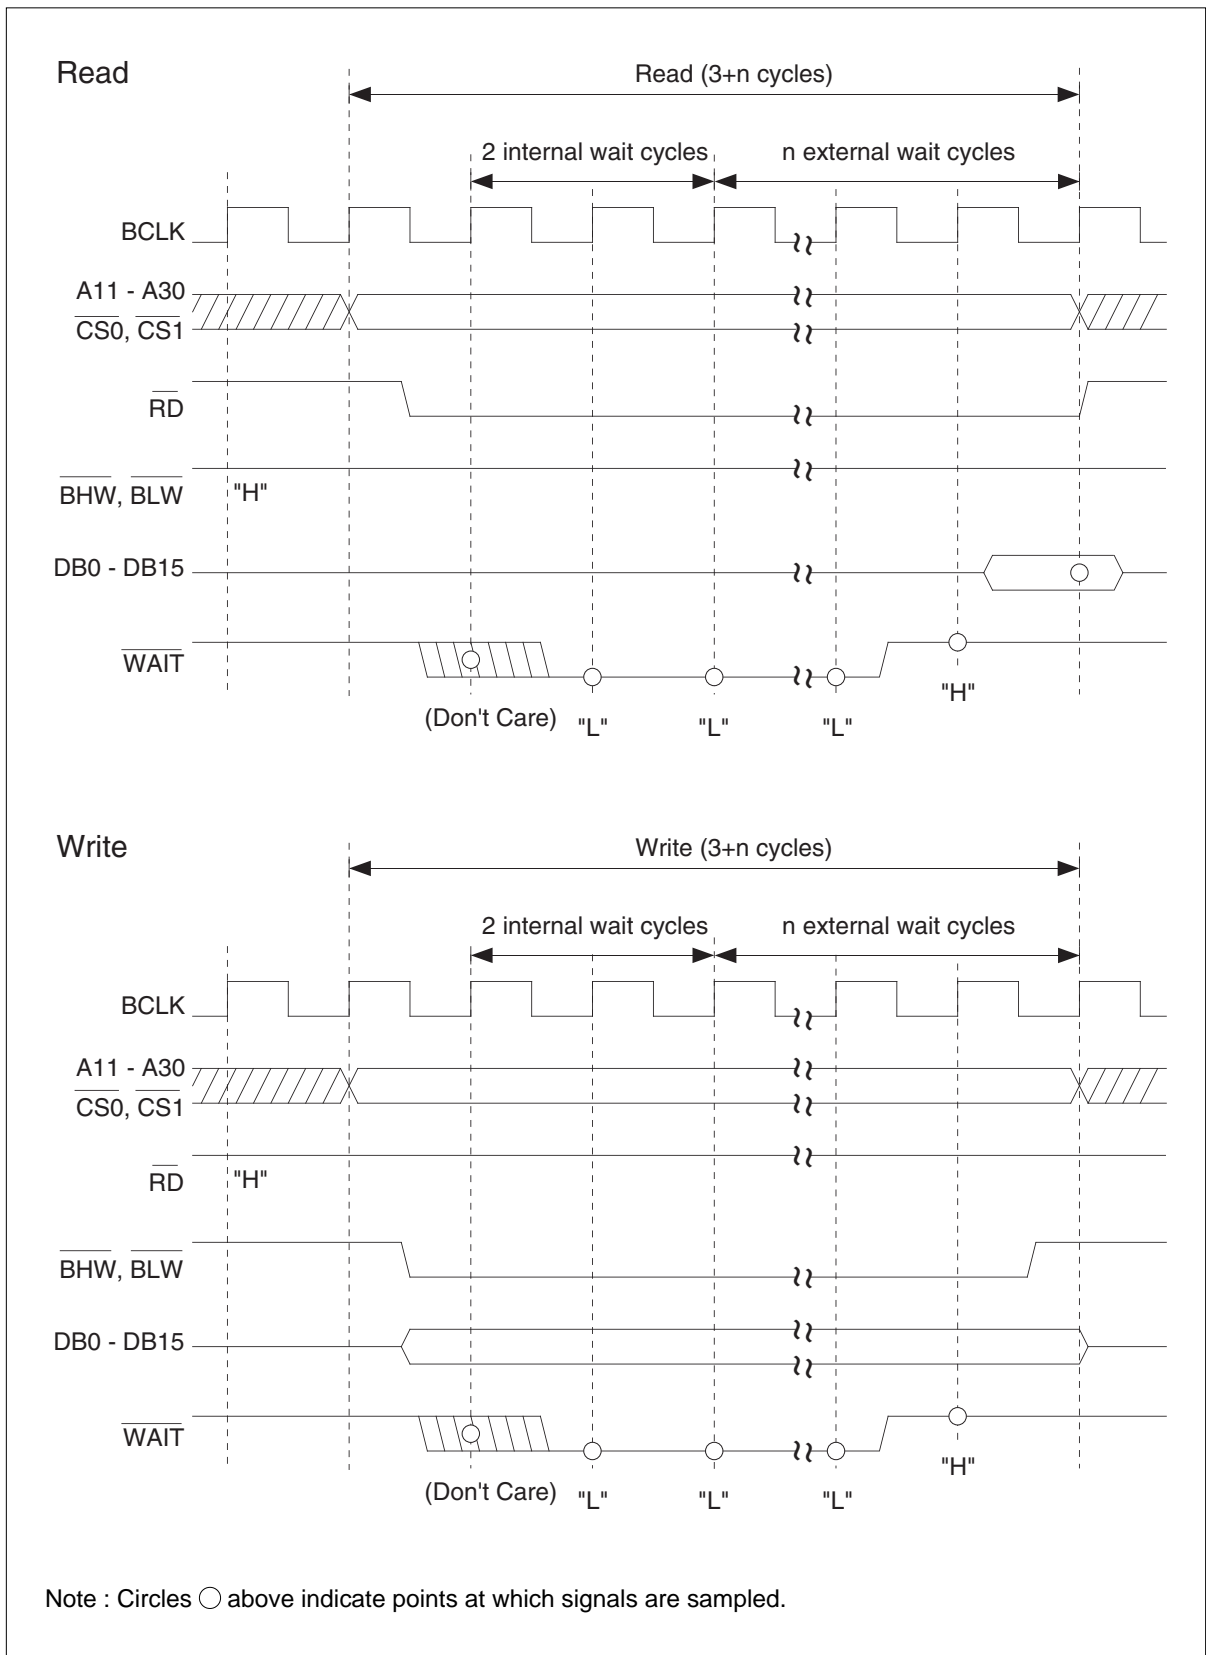 Read
Read (3+n cycles)
2 internal wait cycles
n external wait cycles
BCLK
A11 - A30
CS0, CS1
RD
BHW, BLW
"H"
DB0 - DB15
WAIT
"H"
(Don't Care)
"L"
"L"
"L"
Write
Write (3+n cycles)
2 internal wait cycles
n external wait cycles
BCLK
A11 - A30
CS0, CS1
RD
"H"
BHW, BLW
DB0 - DB15
WAIT
"H"
(Don't Care)
"L"
"L"
"L"
Note : Circles ○ above indicate points at which signals are sampled.